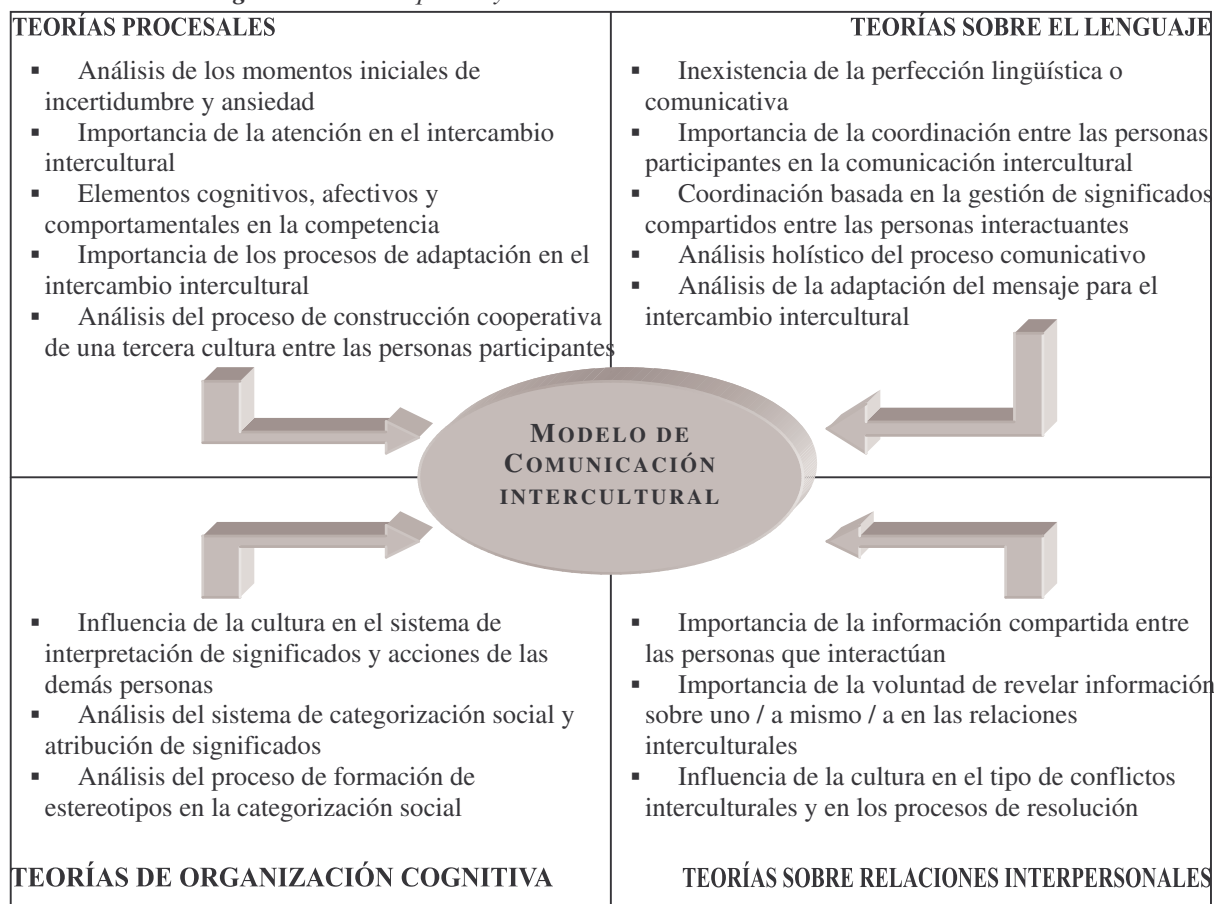 TEORÍAS PROCESALES
▪ Análisis de los momentos iniciales de
incertidumbre y ansiedad
▪ Importancia de la atención en el intercambio
intercultural
▪ Elementos cognitivos, afectivos y
comportamentales en la competencia
▪ Importancia de los procesos de adaptación en el
intercambio intercultural
▪ Análisis del proceso de construcción cooperativa
de una tercera cultura entre las personas participantes
TEORÍAS SOBRE EL LENGUAJE
▪ Inexistencia de la perfección lingüística o
comunicativa
▪ Importancia de la coordinación entre las personas
participantes en la comunicación intercultural
▪ Coordinación basada en la gestión de significados
compartidos entre las personas interactuantes
▪ Análisis holístico del proceso comunicativo
▪ Análisis de la adaptación del mensaje para el
intercambio intercultural
MODELO DE
COMUNICACIÓN
INTERCULTURAL
▪ Influencia de la cultura en el sistema de
interpretación de significados y acciones de las
demás personas
▪ Análisis del sistema de categorización social y
atribución de significados
▪ Análisis del proceso de formación de
estereotipos en la categorización social
TEORÍAS DE ORGANIZACIÓN COGNITIVA
▪ Importancia de la información compartida entre
las personas que interactúan
▪ Importancia de la voluntad de revelar información
sobre uno / a mismo / a en las relaciones
interculturales
▪ Influencia de la cultura en el tipo de conflictos
interculturales y en los procesos de resolución
TEORÍAS SOBRE RELACIONES INTERPERSONALES